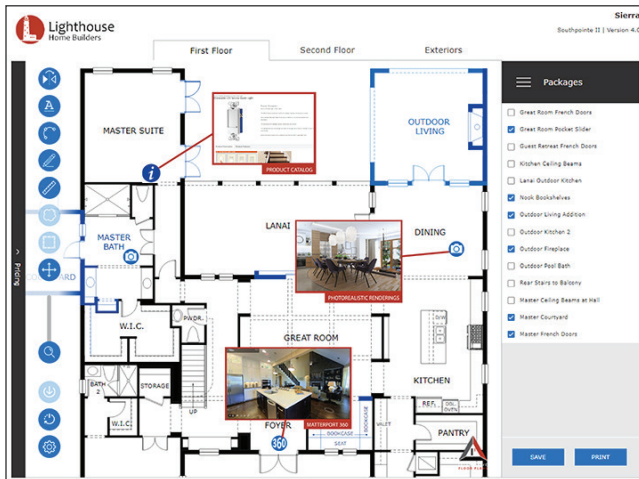 Lighthouse
Home Builders
Sierra
Southpointe II | Version 4.0
First Floor
Second Floor
Exteriors
Packages
Great Room French Doors
Great Room Pocket Slider
Guest Retreat French Doors
Kitchen Ceiling Beams
Lanai Outdoor Kitchen
Nook Bookshelves
Outdoor Living Addition
Outdoor Kitchen 2
Outdoor Fireplace
Outdoor Pool Bath
Rear Stairs to Balcony
Master Ceiling Beams at Hall
Master Courtyard
Master French Doors
SAVE
PRINT
Pricing
A
MASTER SUITE
i
PRODUCT CATALOG
OUTDOOR
LIVING
LANAI
DINING
PHOTOREALISTIC RENDERINGS
MASTER
BATH
W.I.C.
PWDR.
GREAT ROOM
D/W
KITCHEN
BATH
2
STORAGE
UP
MATTERPORT 360
W.I.C.
FOYER
360
BOOKCASE
SEAT
BOOKCASE
REF.
DBL.
OVEN
PANTRY